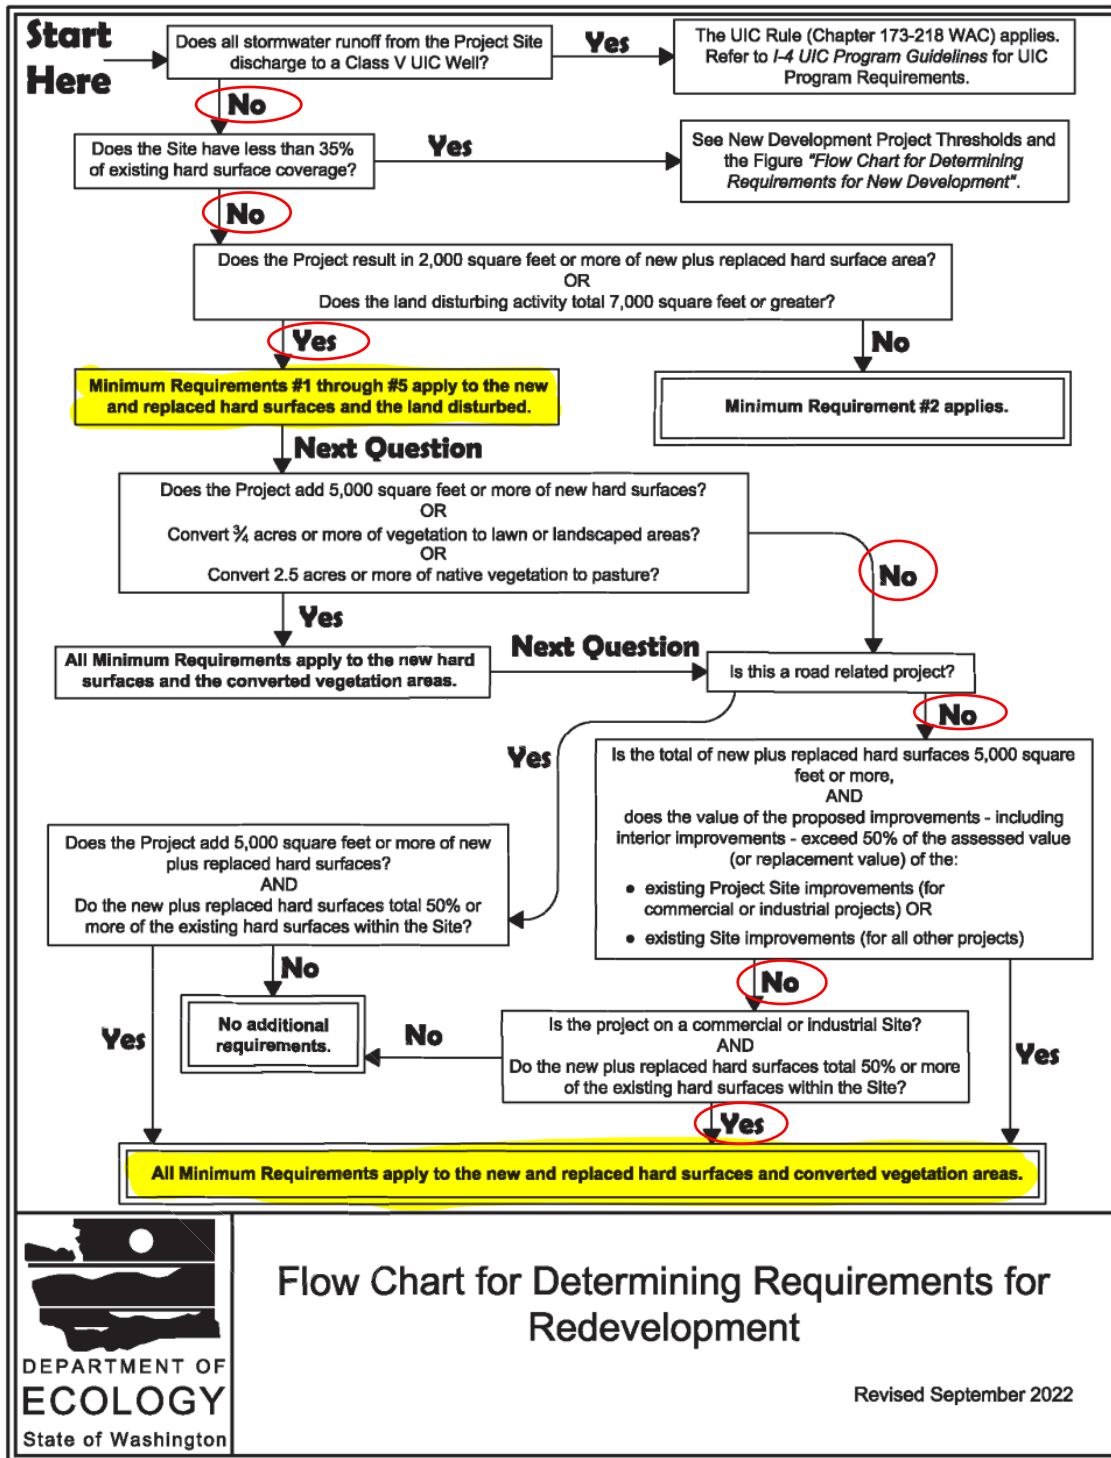 Start
Here
Does all stormwater runoff from the Project Site
discharge to a Class V UIC Well?
Yes
The UIC Rule (Chapter 173-218 WAC) applies.
Refer to I-4 UIC Program Guidelines for UIC
Program Requirements.
No
Does the Site have less than 35%
of existing hard surface coverage?
Yes
See New Development Project Thresholds and
the Figure "Flow Chart for Determining
Requirements for New Development".
No
Does the Project result in 2,000 square feet or more of new plus replaced hard surface area?
OR
Does the land disturbing activity total 7,000 square feet or greater?
Yes
No
Minimum Requirements #1 through #5 apply to the new
and replaced hard surfaces and the land disturbed.
Minimum Requirement #2 applies.
Next Question
Does the Project add 5,000 square feet or more of new hard surfaces?
OR
Convert ¾ acres or more of vegetation to lawn or landscaped areas?
OR
Convert 2.5 acres or more of native vegetation to pasture?
No
Yes
All Minimum Requirements apply to the new hard
surfaces and the converted vegetation areas.
Next Question
Is this a road related project?
No
Yes
Is the total of new plus replaced hard surfaces 5,000 square
feet or more,
AND
does the value of the proposed improvements - including
interior improvements - exceed 50% of the assessed value
(or replacement value) of the:
• existing Project Site improvements (for
commercial or industrial projects) OR
• existing Site improvements (for all other projects)
Does the Project add 5,000 square feet or more of new
plus replaced hard surfaces?
AND
Do the new plus replaced hard surfaces total 50% or
more of the existing hard surfaces within the Site?
No
No
Yes
No additional
requirements.
No
Is the project on a commercial or industrial Site?
AND
Do the new plus replaced hard surfaces total 50% or more
of the existing hard surfaces within the Site?
Yes
Yes
All Minimum Requirements apply to the new and replaced hard surfaces and converted vegetation areas.
DEPARTMENT OF
ECOLOGY
State of Washington
Flow Chart for Determining Requirements for
Redevelopment
Revised September 2022